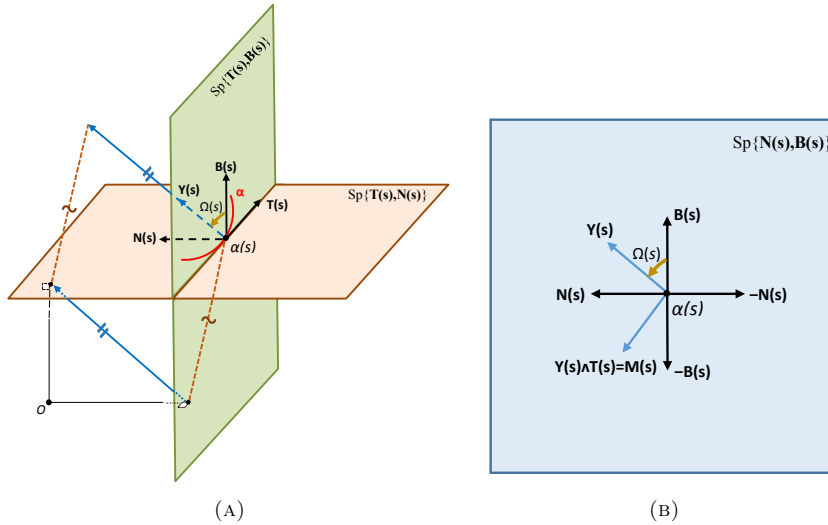 Sp{T(s),B(s)}
B(s)
Y(s)
α
Ω(s)
T(s)
Sp{T(s),N(s)}
N(s)
α(s)
O
(A)
Sp{N(s),B(s)}
B(s)
Y(s)
Ω(s)
N(s)
−N(s)
α(s)
Y(s)∧T(s)=M(s)
−B(s)
(B)